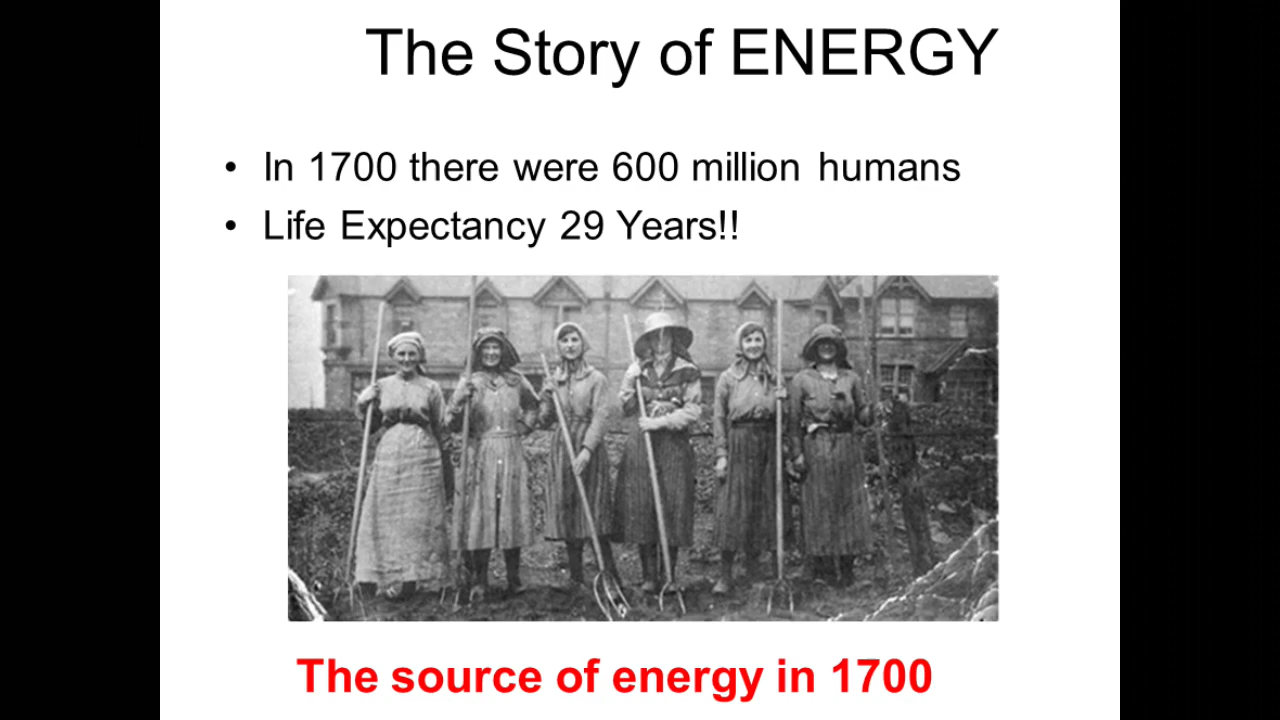 The Story of ENERGY
• In 1700 there were 600 million humans
• Life Expectancy 29 Years!!
The source of energy in 1700